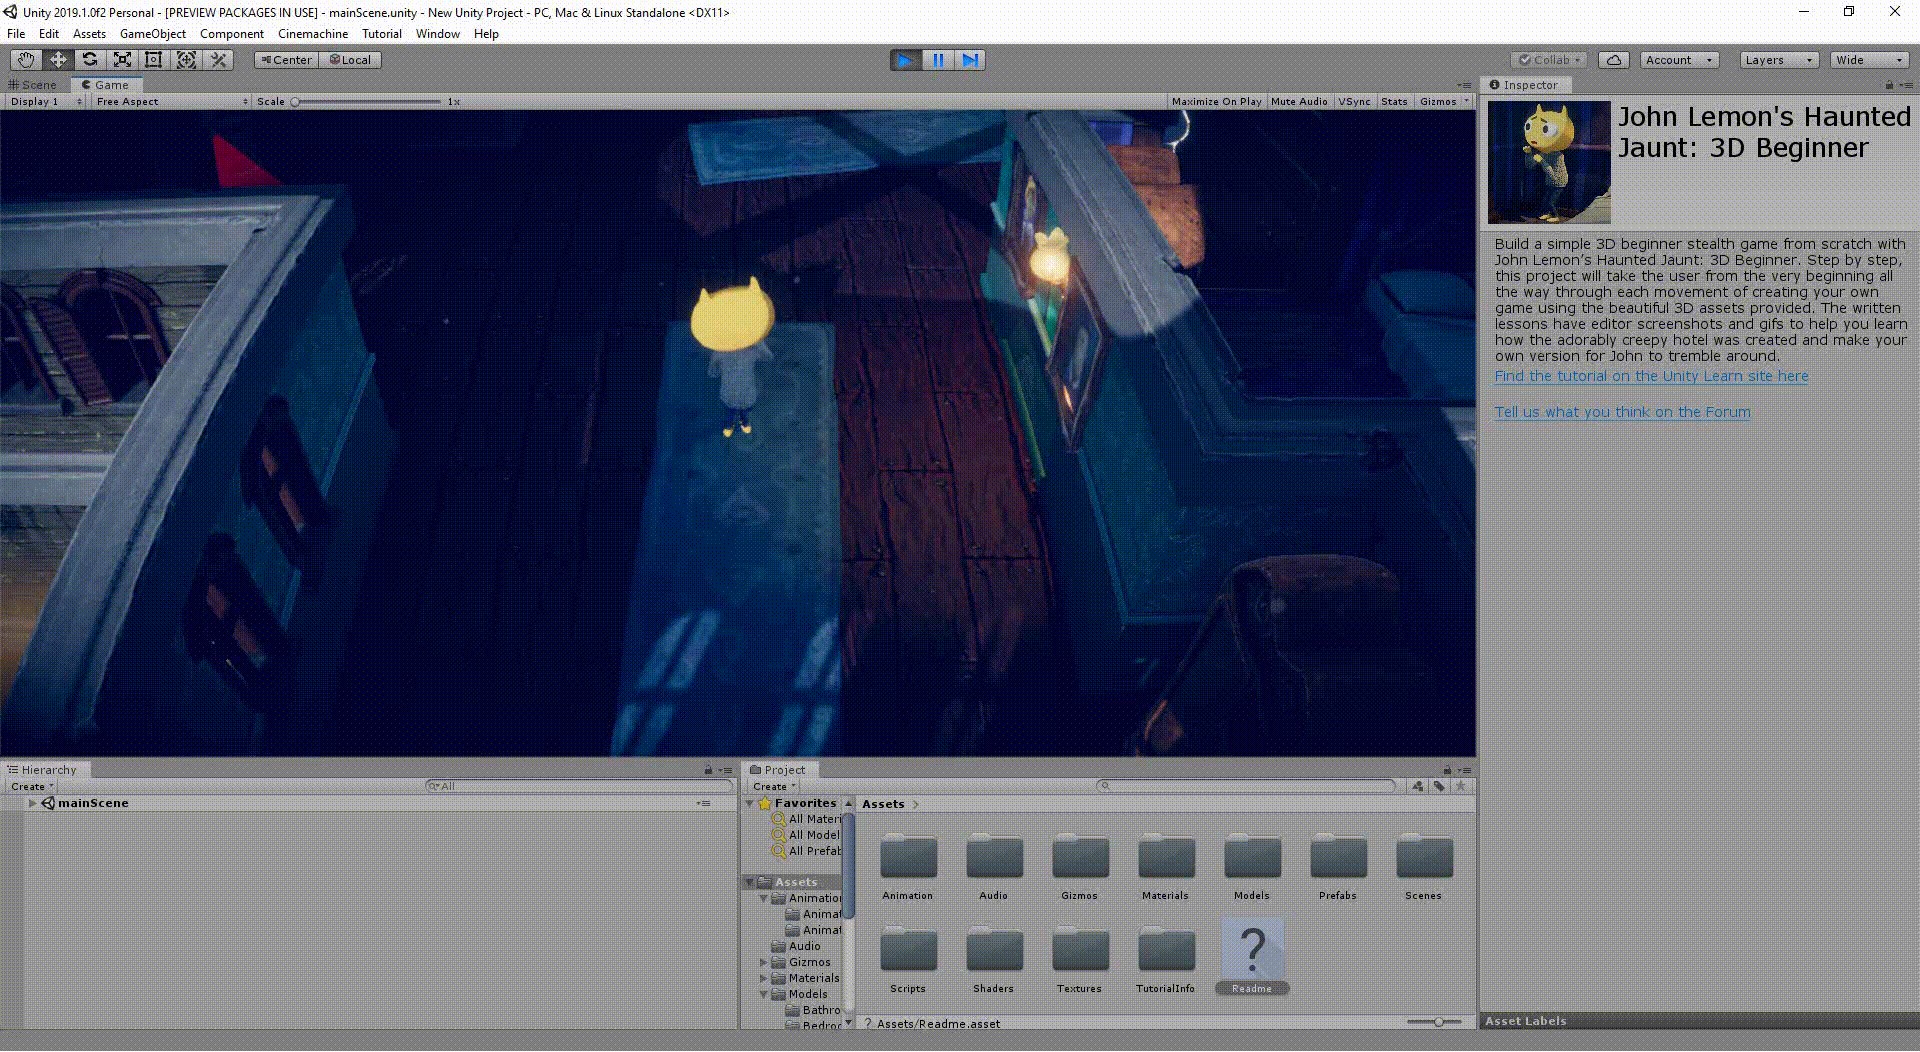 Unity 2019.1.0f2 Personal - [PREVIEW PACKAGES IN USE] - mainScene.unity - New Unity Project - PC, Mac & Linux Standalone <DX11>
File Edit Assets GameObject Component Cinemachine Tutorial Window Help
Center Local
Collab Account Layers Wide
Scene Game
Display 1 Free Aspect Scale 1x Maximize On Play Mute Audio VSync Stats Gizmos
Inspector
John Lemon's Haunted
Jaunt: 3D Beginner
Build a simple 3D beginner stealth game from scratch with
John Lemon's Haunted Jaunt: 3D Beginner. Step by step,
this project will take the user from the very beginning all
the way through each movement of creating your own
game using the beautiful 3D assets provided. The written
lessons have editor screenshots and gifs to help you learn
how the adorably creepy hotel was created and make your
own version for John to tremble around.
Find the tutorial on the Unity Learn site here
Tell us what you think on the Forum
Hierarchy
Create All
mainScene
Project
Create
Favorites
All Materi
All Model
All Prefab
Assets
Animation
Animat
Animat
Audio
Gizmos
Materials
Models
Bathro
Bedroo
Assets >
Animation Audio Gizmos Materials Models Prefabs Scenes
Scripts Shaders Textures TutorialInfo Readme
Assets/Readme.asset
Asset Labels